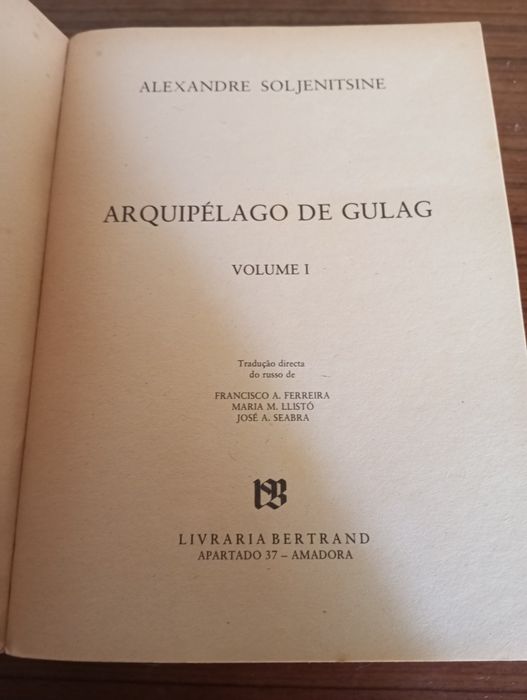 ALEXANDRE SOLJENITSINE
ARQUIPÉLAGO DE GULAG
VOLUME I
Tradução directa
do russo de
FRANCISCO A. FERREIRA
MARIA M. LLISTÓ
JOSÉ A. SEABRA
LIVRARIA BERTRAND
APARTADO 37 – AMADORA